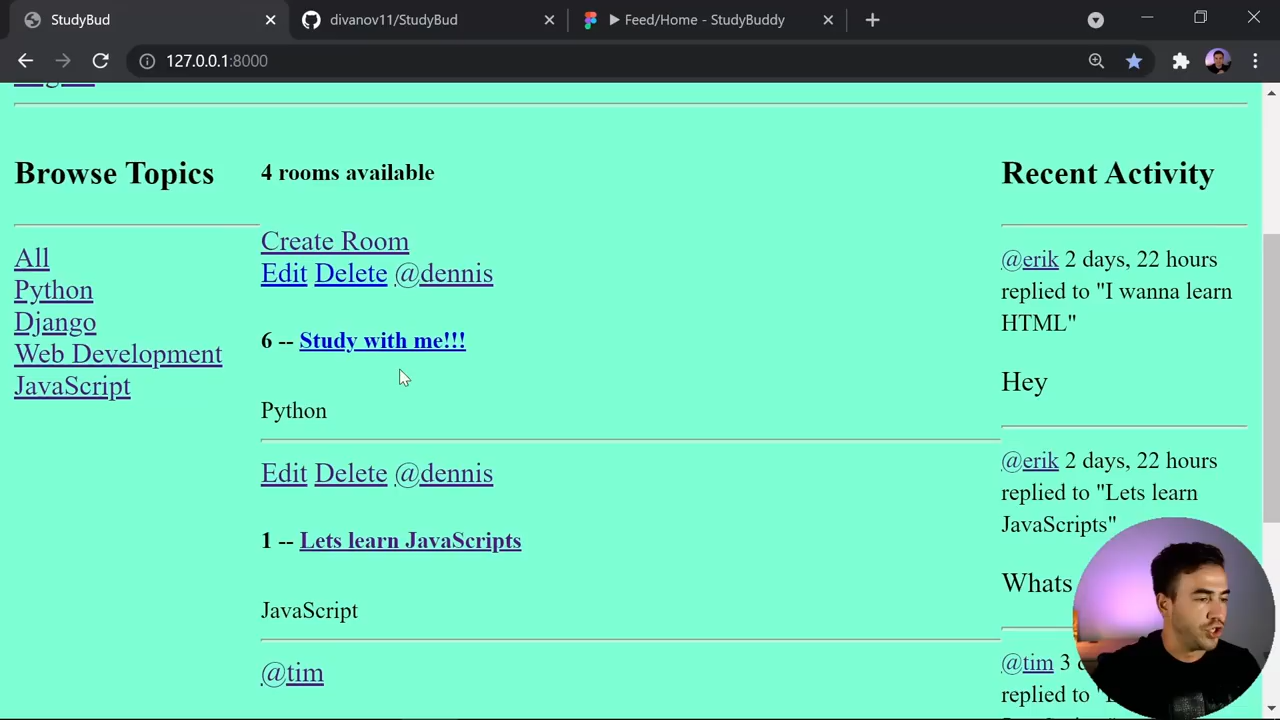 StudyBud
divanov11/StudyBud
Feed/Home - StudyBuddy
127.0.0.1:8000
Browse Topics
All
Python
Django
Web Development
JavaScript
4 rooms available
Create Room
Edit Delete @dennis
6 -- Study with me!!!
Python
Edit Delete @dennis
1 -- Lets learn JavaScripts
JavaScript
@tim
Recent Activity
@erik 2 days, 22 hours
replied to "I wanna learn
HTML"
Hey
@erik 2 days, 22 hours
replied to "Lets learn
JavaScripts"
Whats
@tim 3
replied to